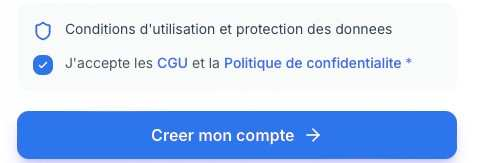 Conditions d'utilisation et protection des donnees
J'accepte les CGU et la Politique de confidentialite *
Creer mon compte →